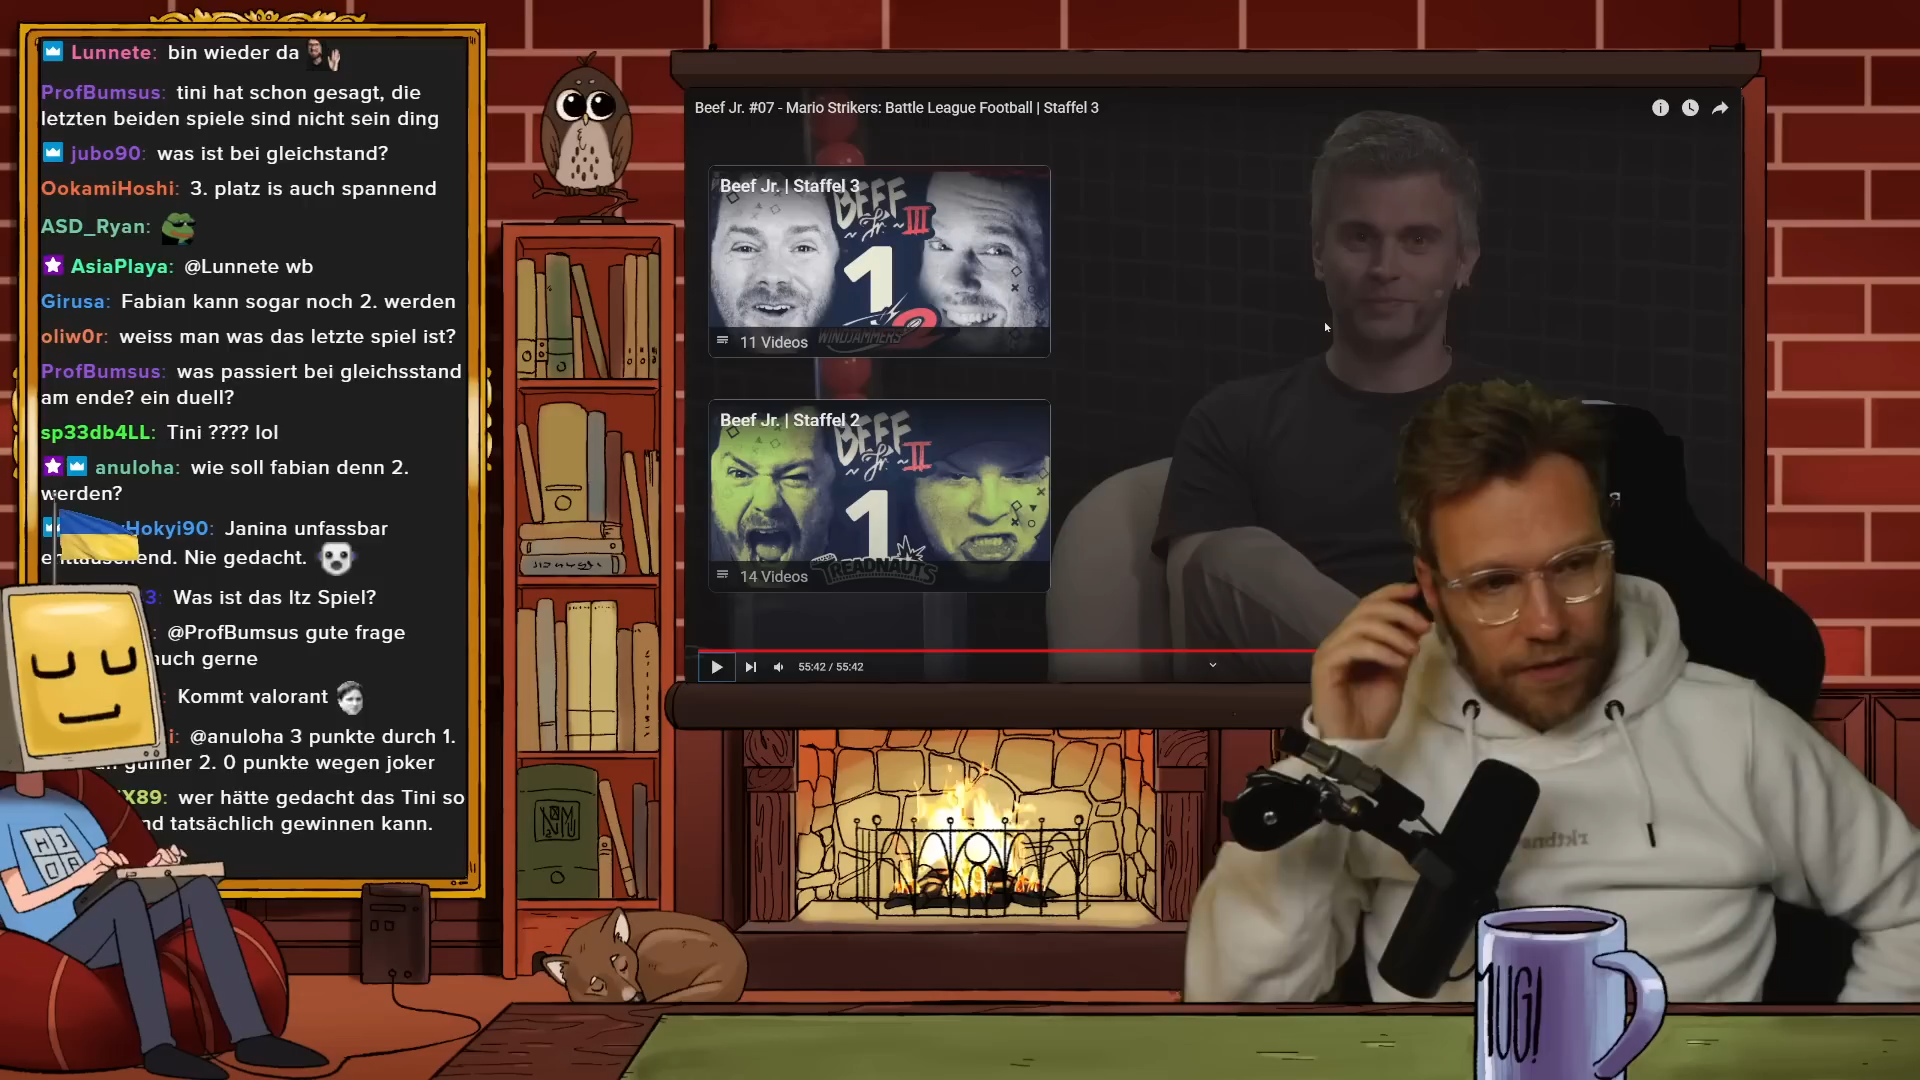 Lunnete: bin wieder da
ProfBumsus: tini hat schon gesagt, die
letzten beiden spiele sind nicht sein ding
jubo90: was ist bei gleichstand?
OokamiHoshi: 3. platz is auch spannend
ASD_Ryan:
AsiaPlaya: @Lunnete wb
Girusa: Fabian kann sogar noch 2. werden
oliw0r: weiss man was das letzte spiel ist?
ProfBumsus: was passiert bei gleichsstand
am ende? ein duell?
sp33db4LL: Tini ???? lol
anuloha: wie soll fabian denn 2.
werden?
Hokyi90: Janina unfassbar
Nie gedacht.
3: Was ist das ltz Spiel?
: @ProfBumsus gute frage
gerne
Kommt valorant
i: @anuloha 3 punkte durch 1.
2. 0 punkte wegen joker
X89: wer hätte gedacht das Tini so
nd tatsächlich gewinnen kann.
Beef Jr. #07 - Mario Strikers: Battle League Football | Staffel 3
Beef Jr. | Staffel 3
BEEF
Jr. III
1
WINDJAMMERS 2
11 Videos
Beef Jr. | Staffel 2
BEEF
Jr. II
1
TREADNAUTS
14 Videos
55:42 / 55:42
MUG!